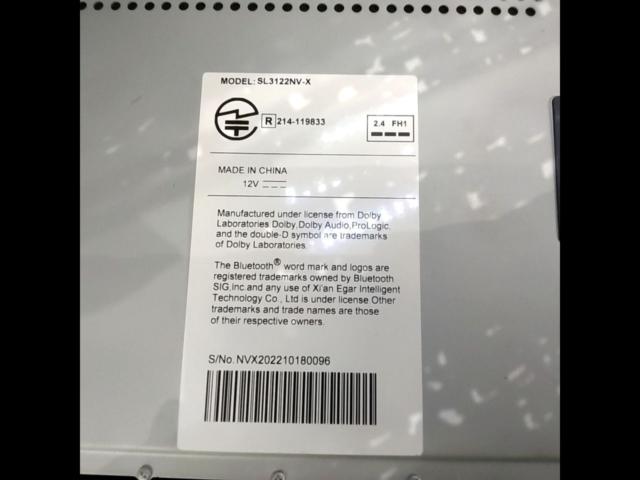 MODEL: SL3122NV-X
R 214-119833
2.4 FH1
MADE IN CHINA
12V
Manufactured under license from Dolby
Laboratories Dolby,Dolby Audio,ProLogic,
and the double-D symbol are trademarks
of Dolby Laboratories
The Bluetooth® word mark and logos are
registered trademarks owned by Bluetooth
SIG,Inc.and any use of Xi'an Egar Intelligent
Technology Co., Ltd is under license Other
trademarks and trade names are those
of their respective owners.
S/No. NVX202210180096